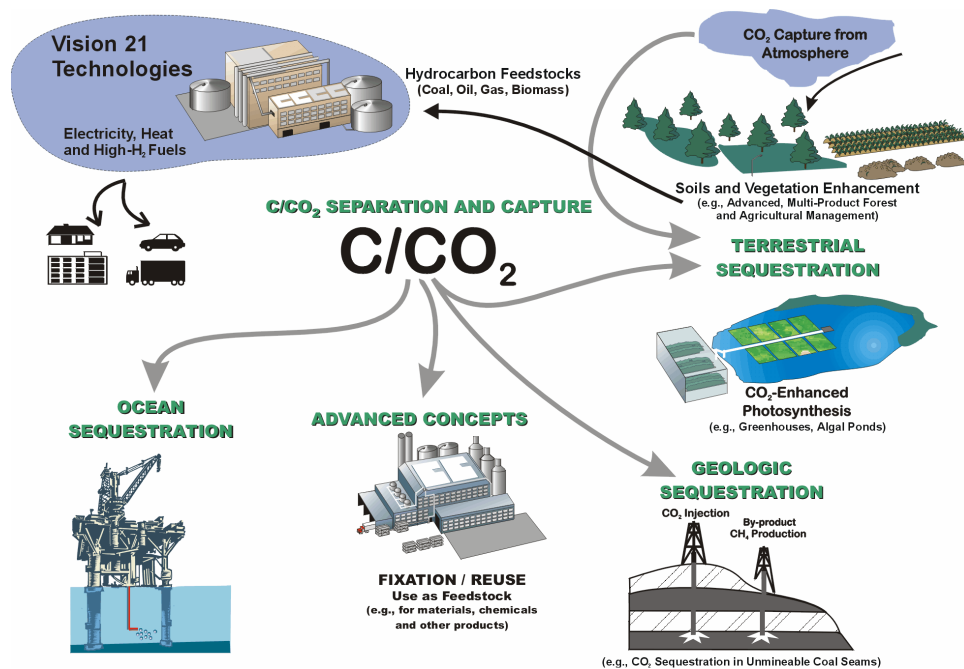 Vision 21
Technologies
Electricity, Heat
and High-H₂ Fuels
Hydrocarbon Feedstocks
(Coal, Oil, Gas, Biomass)
CO₂ Capture from
Atmosphere
Soils and Vegetation Enhancement
(e.g., Advanced, Multi-Product Forest
and Agricultural Management)
C/CO₂ SEPARATION AND CAPTURE
C/CO₂
TERRESTRIAL
SEQUESTRATION
CO₂-Enhanced
Photosynthesis
(e.g., Greenhouses, Algal Ponds)
OCEAN
SEQUESTRATION
ADVANCED CONCEPTS
FIXATION / REUSE
Use as Feedstock
(e.g., for materials, chemicals
and other products)
GEOLOGIC
SEQUESTRATION
CO₂ Injection
By-product
CH₄ Production
(e.g., CO₂ Sequestration in Unmineable Coal Seams)